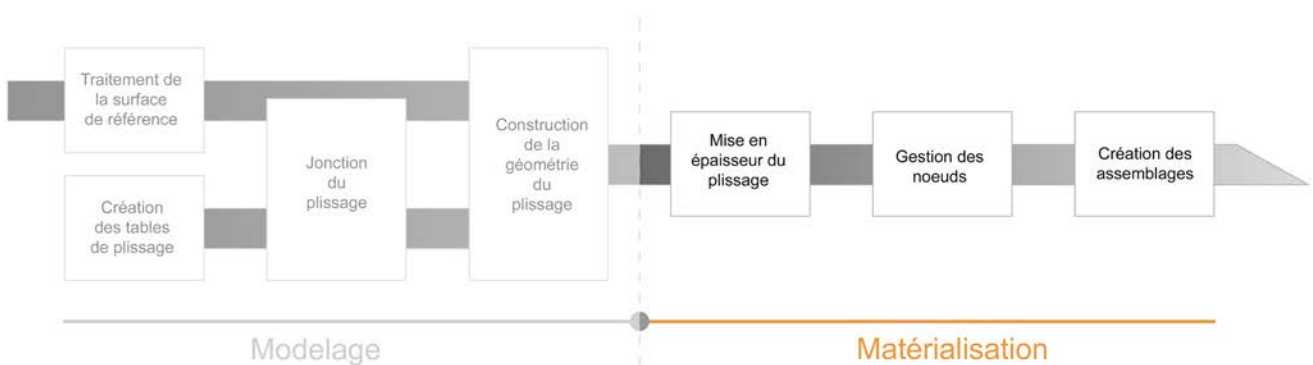 Traitement de
la surface
de référence
Création
des tables
de plissage
Jonction
du
plissage
Construction
de la
géométrie
du
plissage
Mise en
épaisseur du
plissage
Gestion des
noeuds
Création des
assemblages
Modelage
Matérialisation